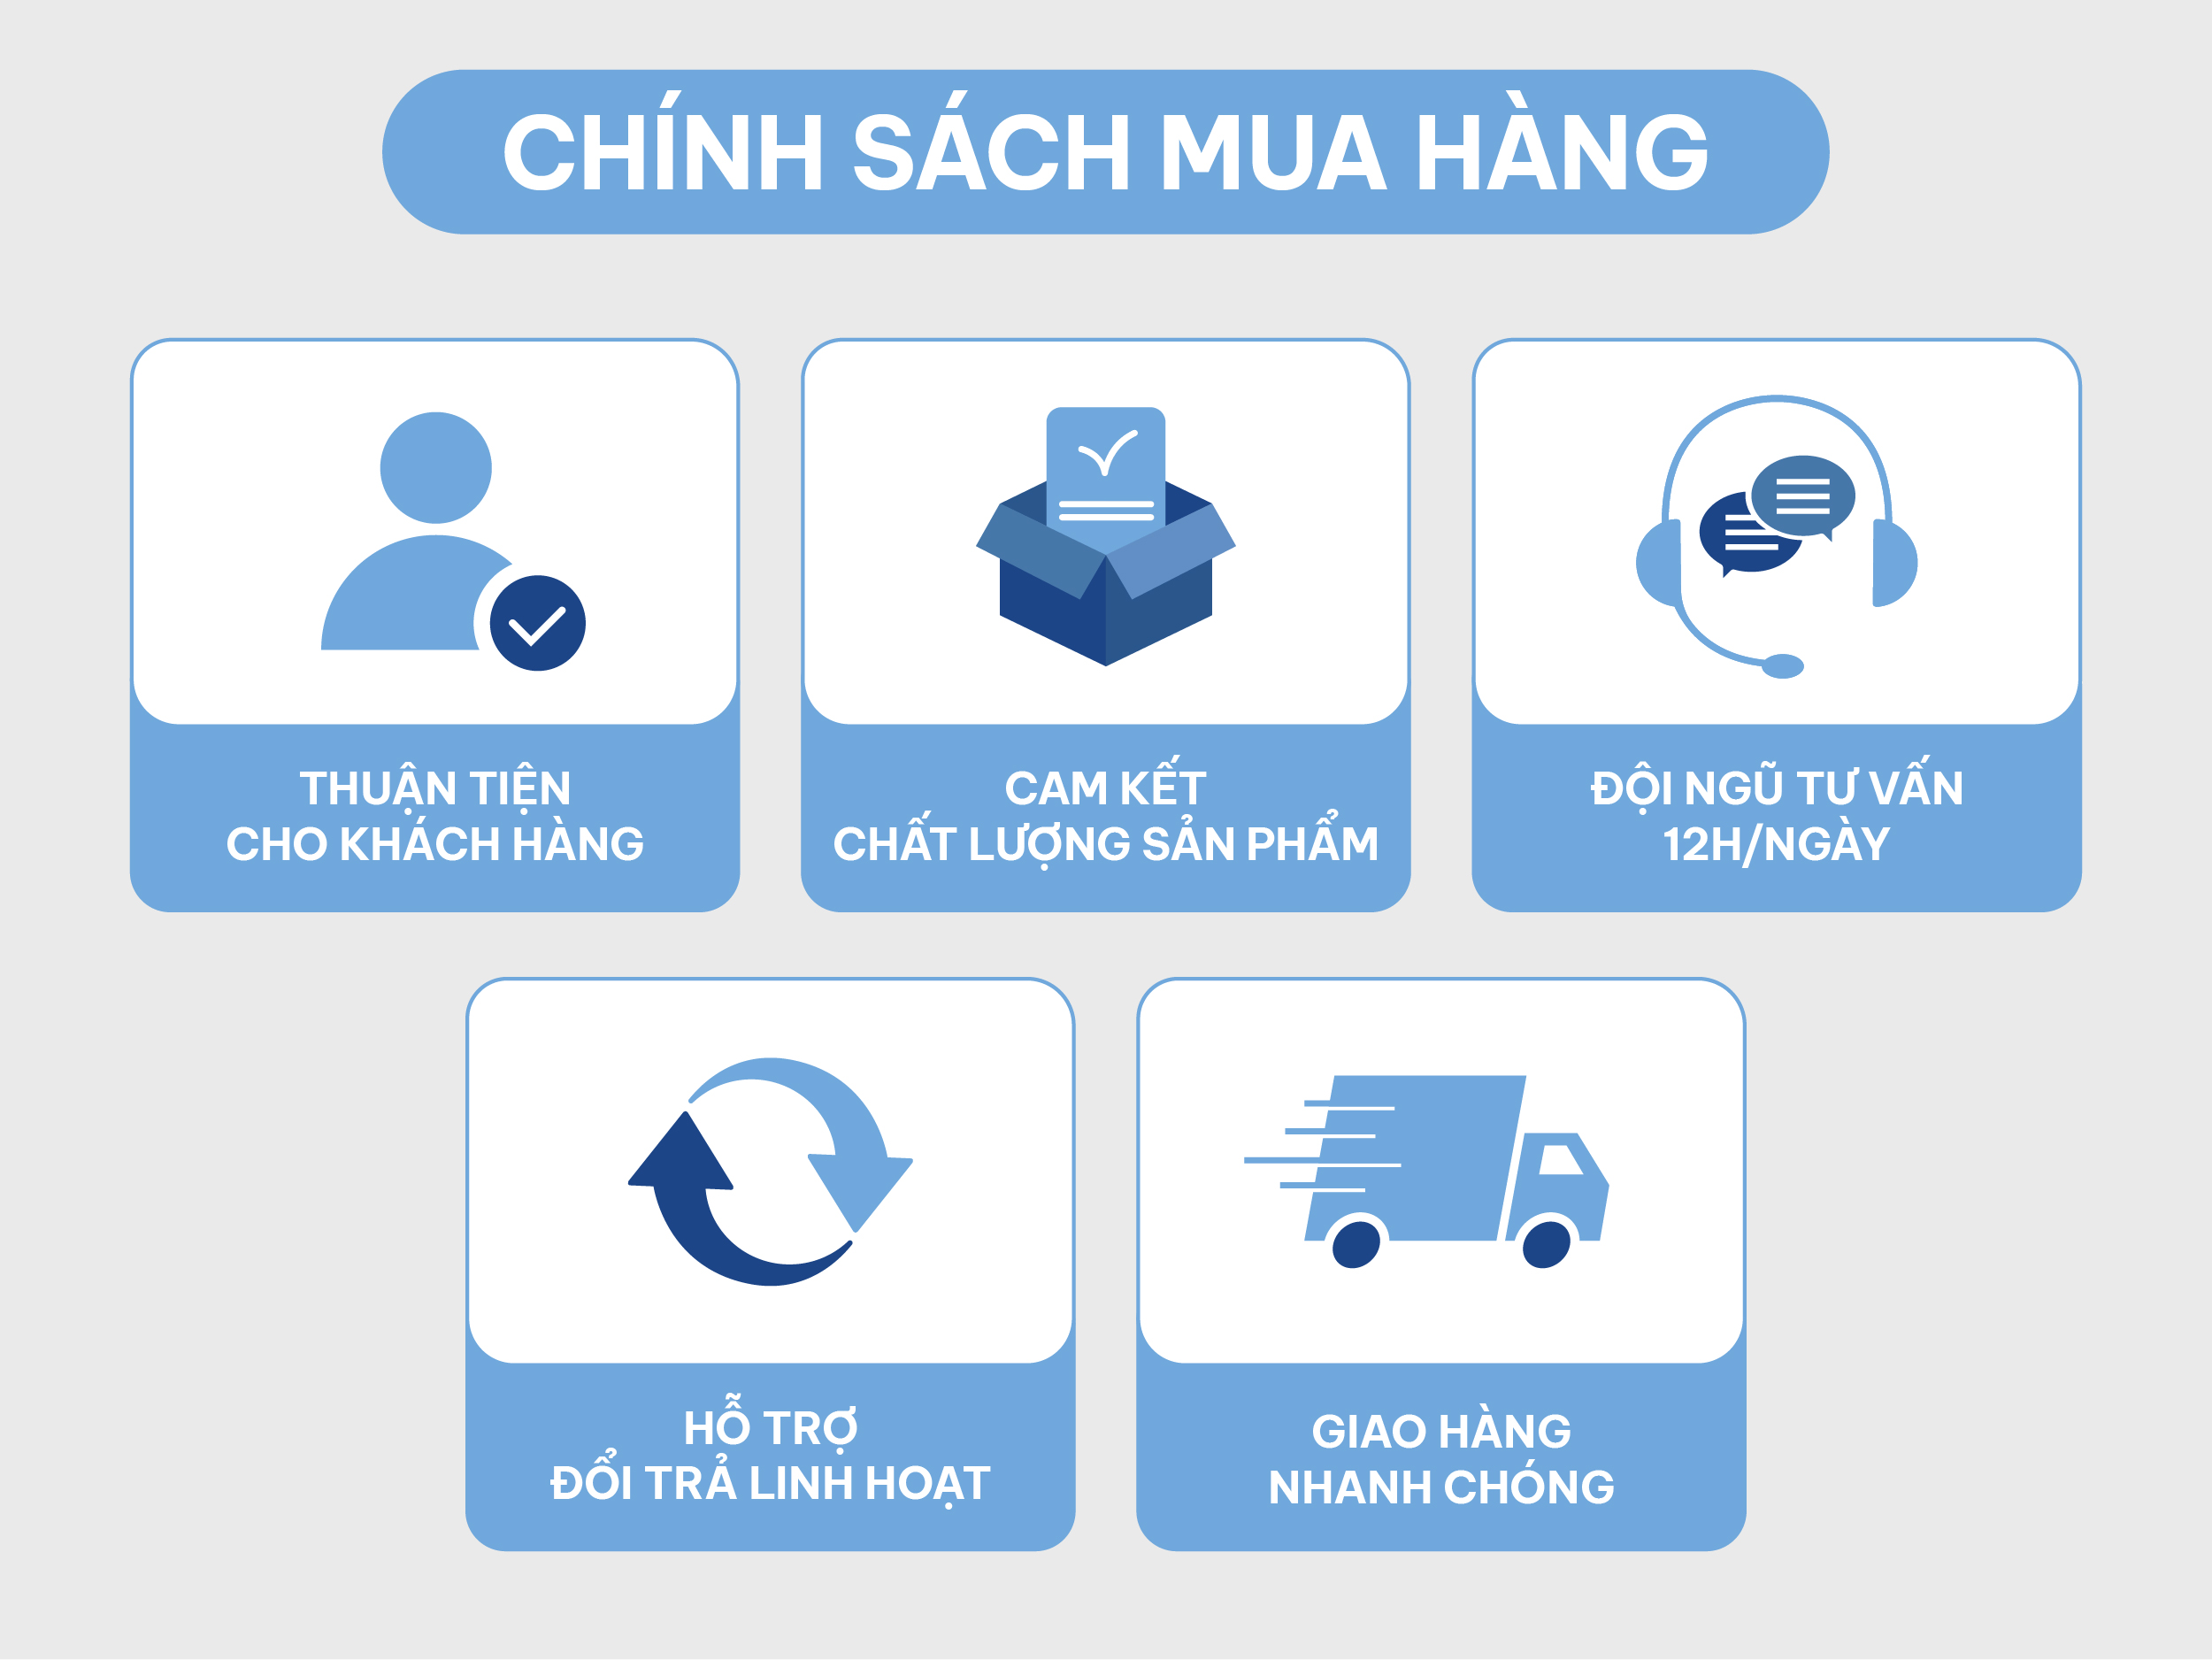 CHÍNH SÁCH MUA HÀNG
THUẬN TIỆN
CHO KHÁCH HÀNG
CAM KẾT
CHẤT LƯỢNG SẢN PHẨM
ĐỘI NGŨ TƯ VẤN
12H/NGÀY
HỖ TRỢ
ĐỔI TRẢ LINH HOẠT
GIAO HÀNG
NHANH CHÓNG